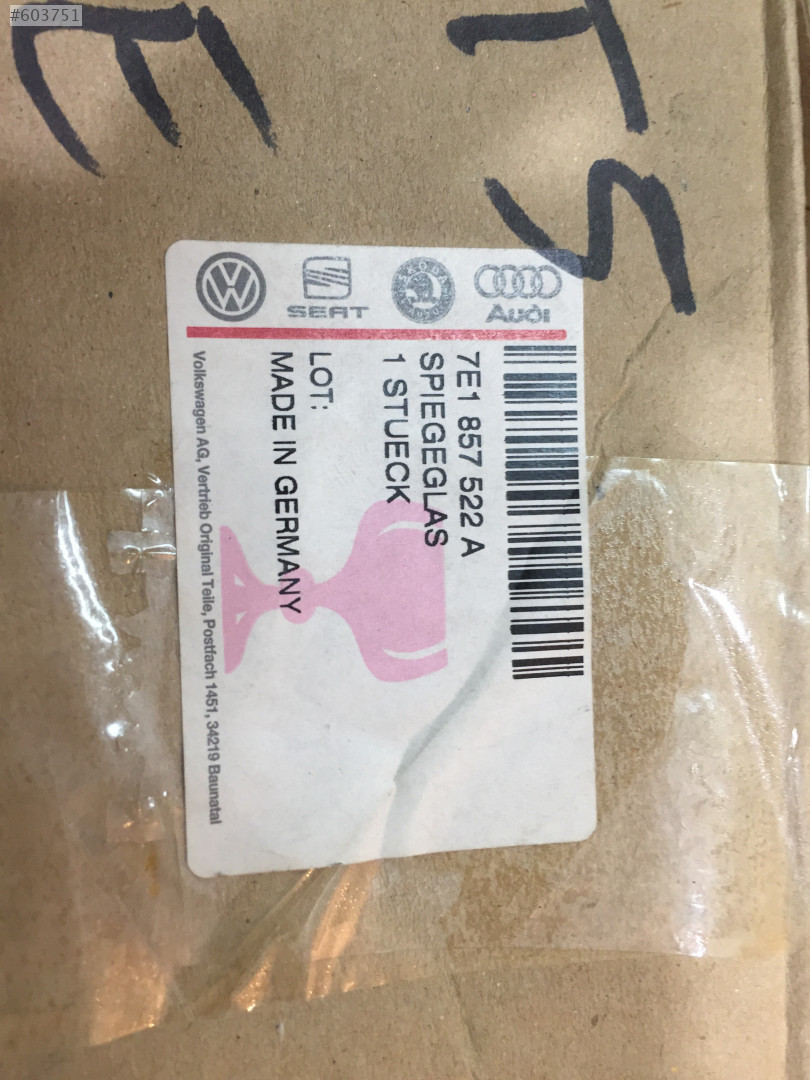 #603751
T S
E
SEAT
SKODA
Audi
7E1 857 522 A
SPIEGEGLAS
1 STUECK
LOT:
MADE IN GERMANY
Volkswagen AG, Vertrieb Original Teile, Postfach 1451, 34219 Baunatal